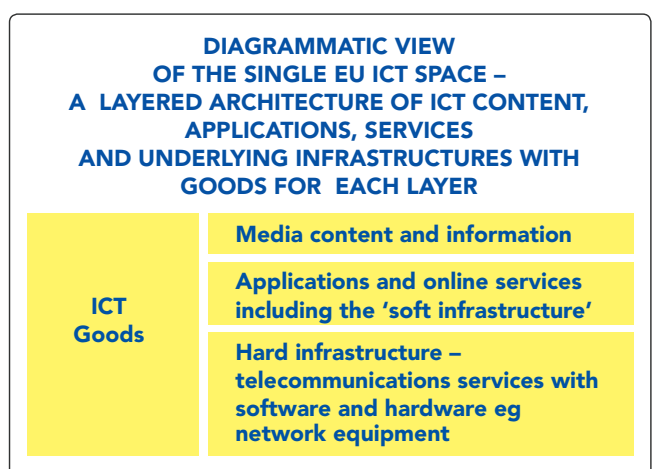 DIAGRAMMATIC VIEW
OF THE SINGLE EU ICT SPACE –
A LAYERED ARCHITECTURE OF ICT CONTENT,
APPLICATIONS, SERVICES
AND UNDERLYING INFRASTRUCTURES WITH
GOODS FOR EACH LAYER
ICT
Goods
Media content and information
Applications and online services
including the ‘soft infrastructure’
Hard infrastructure –
telecommunications services with
software and hardware eg
network equipment